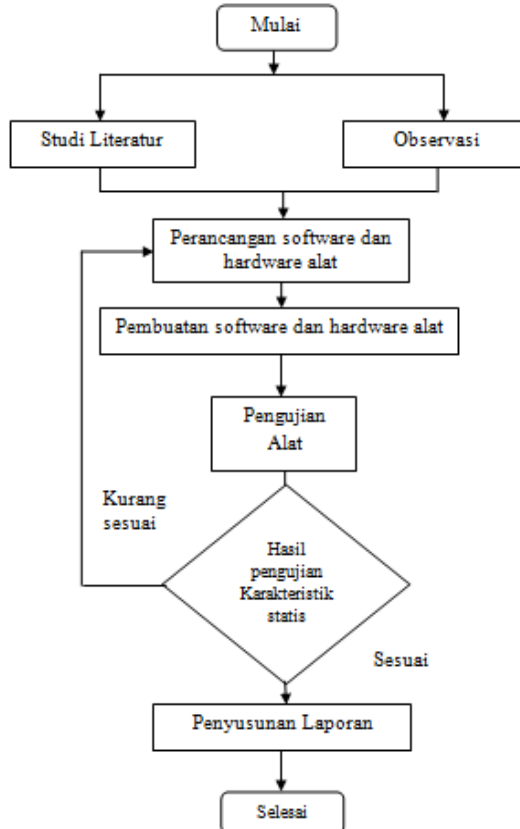 Mulai
Studi Literatur
Observasi
Perancangan software dan
hardware alat
Pembuatan software dan hardware alat
Pengujian
Alat
Kurang
sesuai
Hasil
pengujian
Karakteristik
statis
Sesuai
Penyusunan Laporan
Selesai